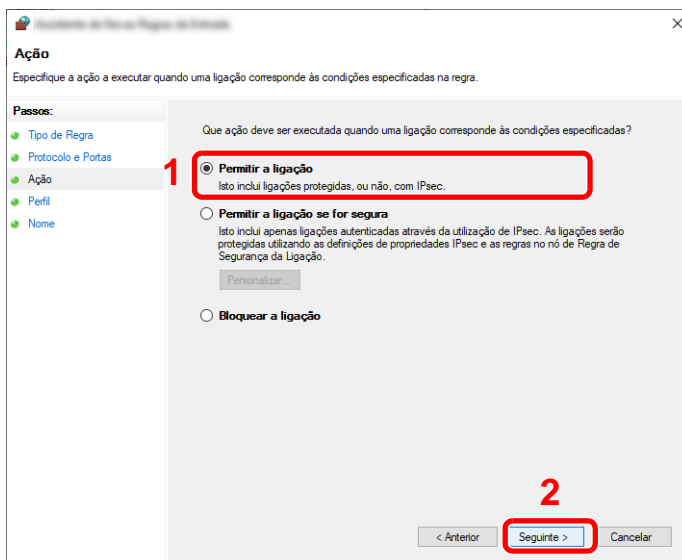 Ação
Especifique a ação a executar quando uma ligação corresponde às condições especificadas na regra.
Passos:
Tipo de Regra
Protocolo e Portas
Ação
Perfil
Nome
Que ação deve ser executada quando uma ligação corresponde às condições especificadas?
1
Permitir a ligação
Isto inclui ligações protegidas, ou não, com IPsec.
Permitir a ligação se for segura
Isto inclui apenas ligações autenticadas através da utilização de IPsec. As ligações serão
protegidas utilizando as definições de propriedades IPsec e as regras no nó de Regra de
Segurança da Ligação.
Personalizar...
Bloquear a ligação
2
< Anterior
Seguinte >
Cancelar